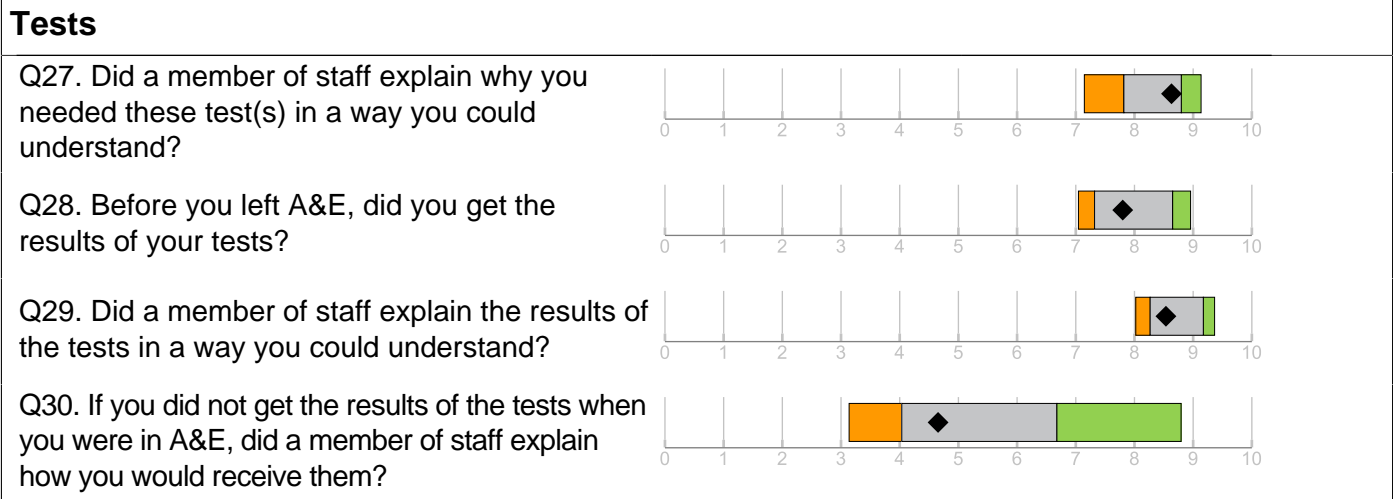 Tests
Q27. Did a member of staff explain why you
needed these test(s) in a way you could
understand?
0 1 2 3 4 5 6 7 8 9 10
Q28. Before you left A&E, did you get the
results of your tests?
0 1 2 3 4 5 6 7 8 9 10
Q29. Did a member of staff explain the results of
the tests in a way you could understand?
0 1 2 3 4 5 6 7 8 9 10
Q30. If you did not get the results of the tests when
you were in A&E, did a member of staff explain
how you would receive them?
0 1 2 3 4 5 6 7 8 9 10